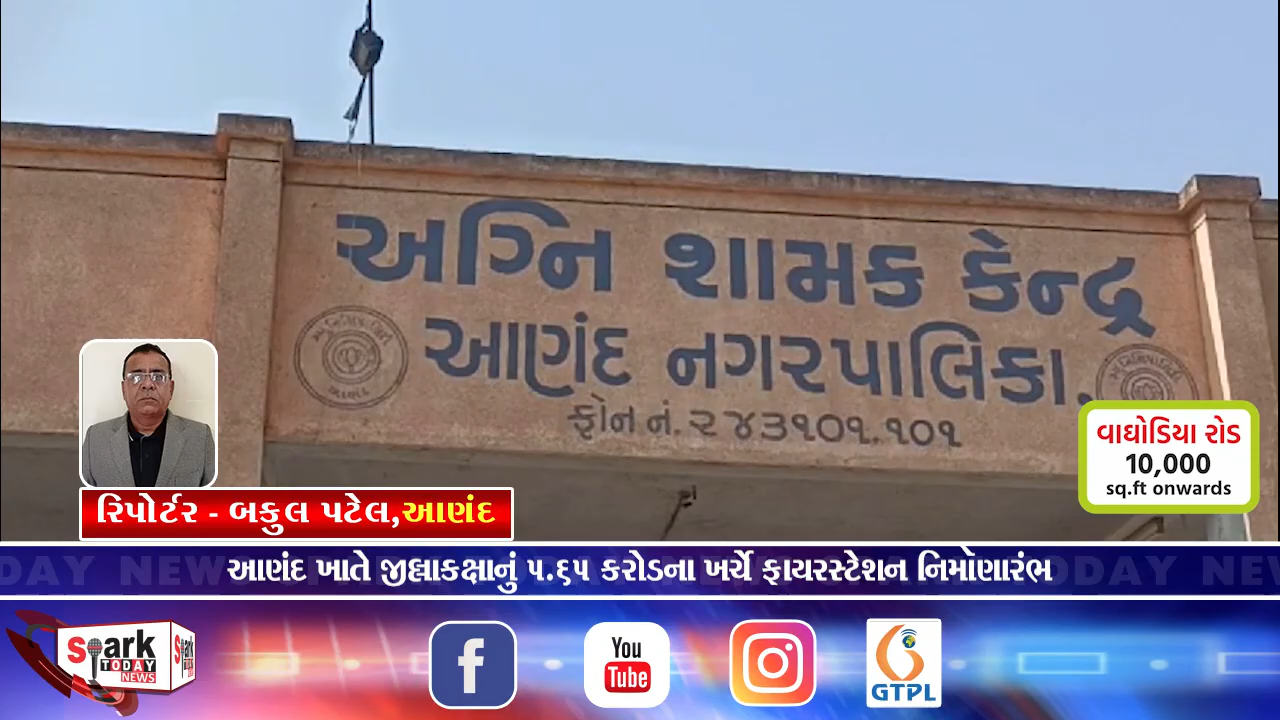 અગ્નિ શામક કેન્દ્ર
આણંદ નગરપાલિકા.
ફોન નં. ૨૪૩૧૦૧.૧૦૧
આણંદ
વાઘોડિયા રોડ
10,000
sq.ft onwards
રિપોર્ટર - બકુલ પટેલ,આણંદ
આણંદ ખાતે જીલ્લાકક્ષાનું ૫.૬૫ કરોડના ખર્ચે ફાયરસ્ટેશન નિર્માણારંભ
Spark
TODAY
NEWS
You
Tube
GTPL